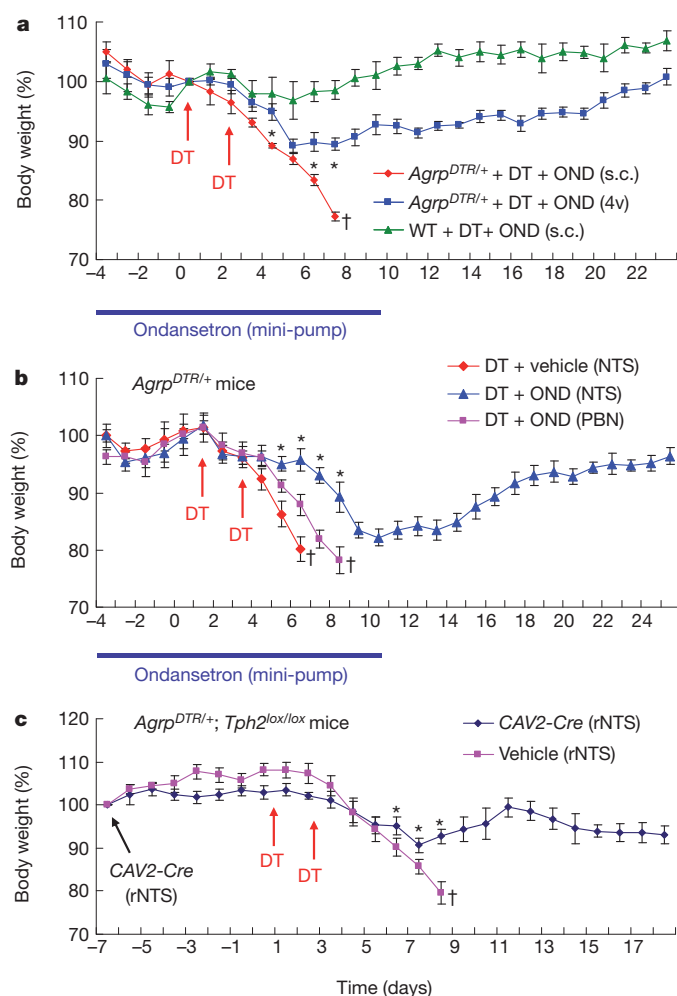 a
110
100
90
80
70
Body weight (%)
DT
DT
*
*
*
†
Agrp^DTR/+ + DT + OND (s.c.)
Agrp^DTR/+ + DT + OND (4v)
WT + DT+ OND (s.c.)
–4 –2 0 2 4 6 8 10 12 14 16 18 20 22
Ondansetron (mini-pump)
b
Agrp^DTR/+ mice
DT + vehicle (NTS)
DT + OND (NTS)
DT + OND (PBN)
110
100
90
80
70
Body weight (%)
DT
DT
* * * *
†
†
–4 –2 0 2 4 6 8 10 12 14 16 18 20 22 24
Ondansetron (mini-pump)
c
Agrp^DTR/+; Tph2^lox/lox mice
CAV2-Cre (rNTS)
Vehicle (rNTS)
120
110
100
90
80
70
Body weight (%)
CAV2-Cre
(rNTS)
DT
DT
* * *
†
–7 –5 –3 –1 1 3 5 7 9 11 13 15 17
Time (days)